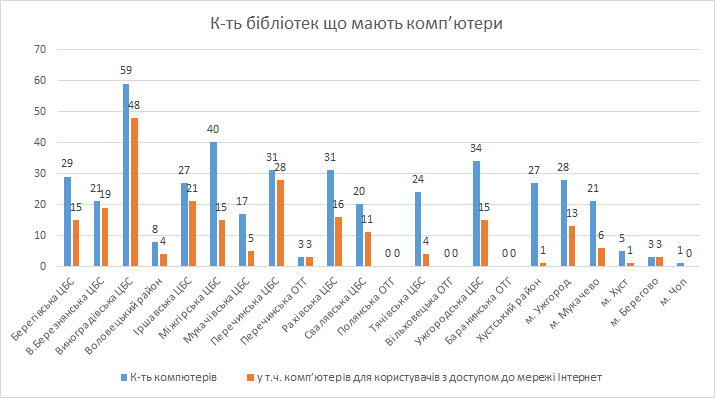 К-ть бібліотек що мають комп’ютери
70
60
50
40
30
20
10
0
29 15
21 19
59 48
8 4
27 21
40 15
17 5
31 28
3 3
31 16
20 11
0 0
24 4
0 0
34 15
0 0
27 1
28 13
21 6
5 1
3 3
1 0
Берегівська ЦБС
В.Березнянська ЦБС
Виноградівська ЦБС
Воловецький район
Іршавська ЦБС
Міжгірська ЦБС
Мукачівська ЦБС
Перечинська ЦБС
Перечинська ОТГ
Рахівська ЦБС
Свалявська ЦБС
Полянська ОТГ
Тячівська ЦБС
Вільховецька ОТГ
Ужгородська ЦБС
Баранинська ОТГ
Хустський район
м. Ужгород
м. Мукачево
м. Хуст
м. Берегово
м. Чоп
К-ть компютерів
у т.ч. комп’ютерів для користувачів з доступом до мережі Інтернет